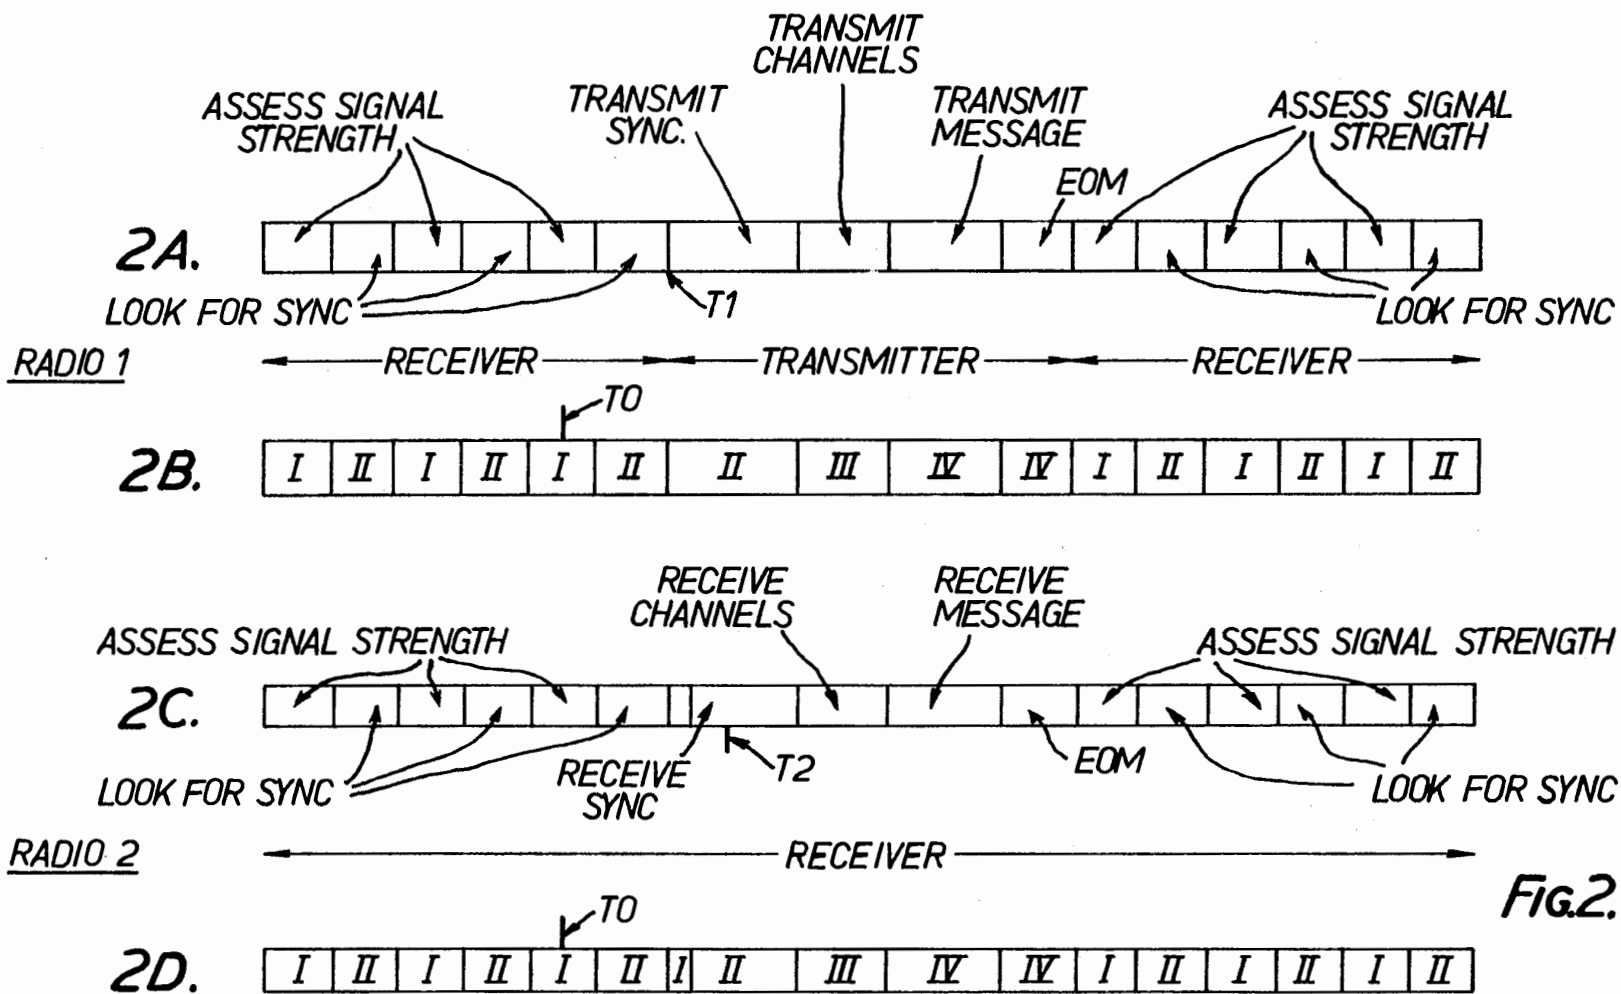 TRANSMIT
CHANNELS
ASSESS SIGNAL
STRENGTH
TRANSMIT
SYNC.
TRANSMIT
MESSAGE
EOM
ASSESS SIGNAL
STRENGTH
2A.
LOOK FOR SYNC
T1
LOOK FOR SYNC
RADIO 1
RECEIVER
TRANSMITTER
RECEIVER
TO
2B.
I II I II I II II III IV IV I II I II I II
RECEIVE
CHANNELS
RECEIVE
MESSAGE
ASSESS SIGNAL STRENGTH
ASSESS SIGNAL STRENGTH
2C.
LOOK FOR SYNC
RECEIVE
SYNC
T2
EOM
LOOK FOR SYNC
RADIO 2
RECEIVER
FIG.2.
TO
2D.
I II I II I II I II III IV IV I II I II I II